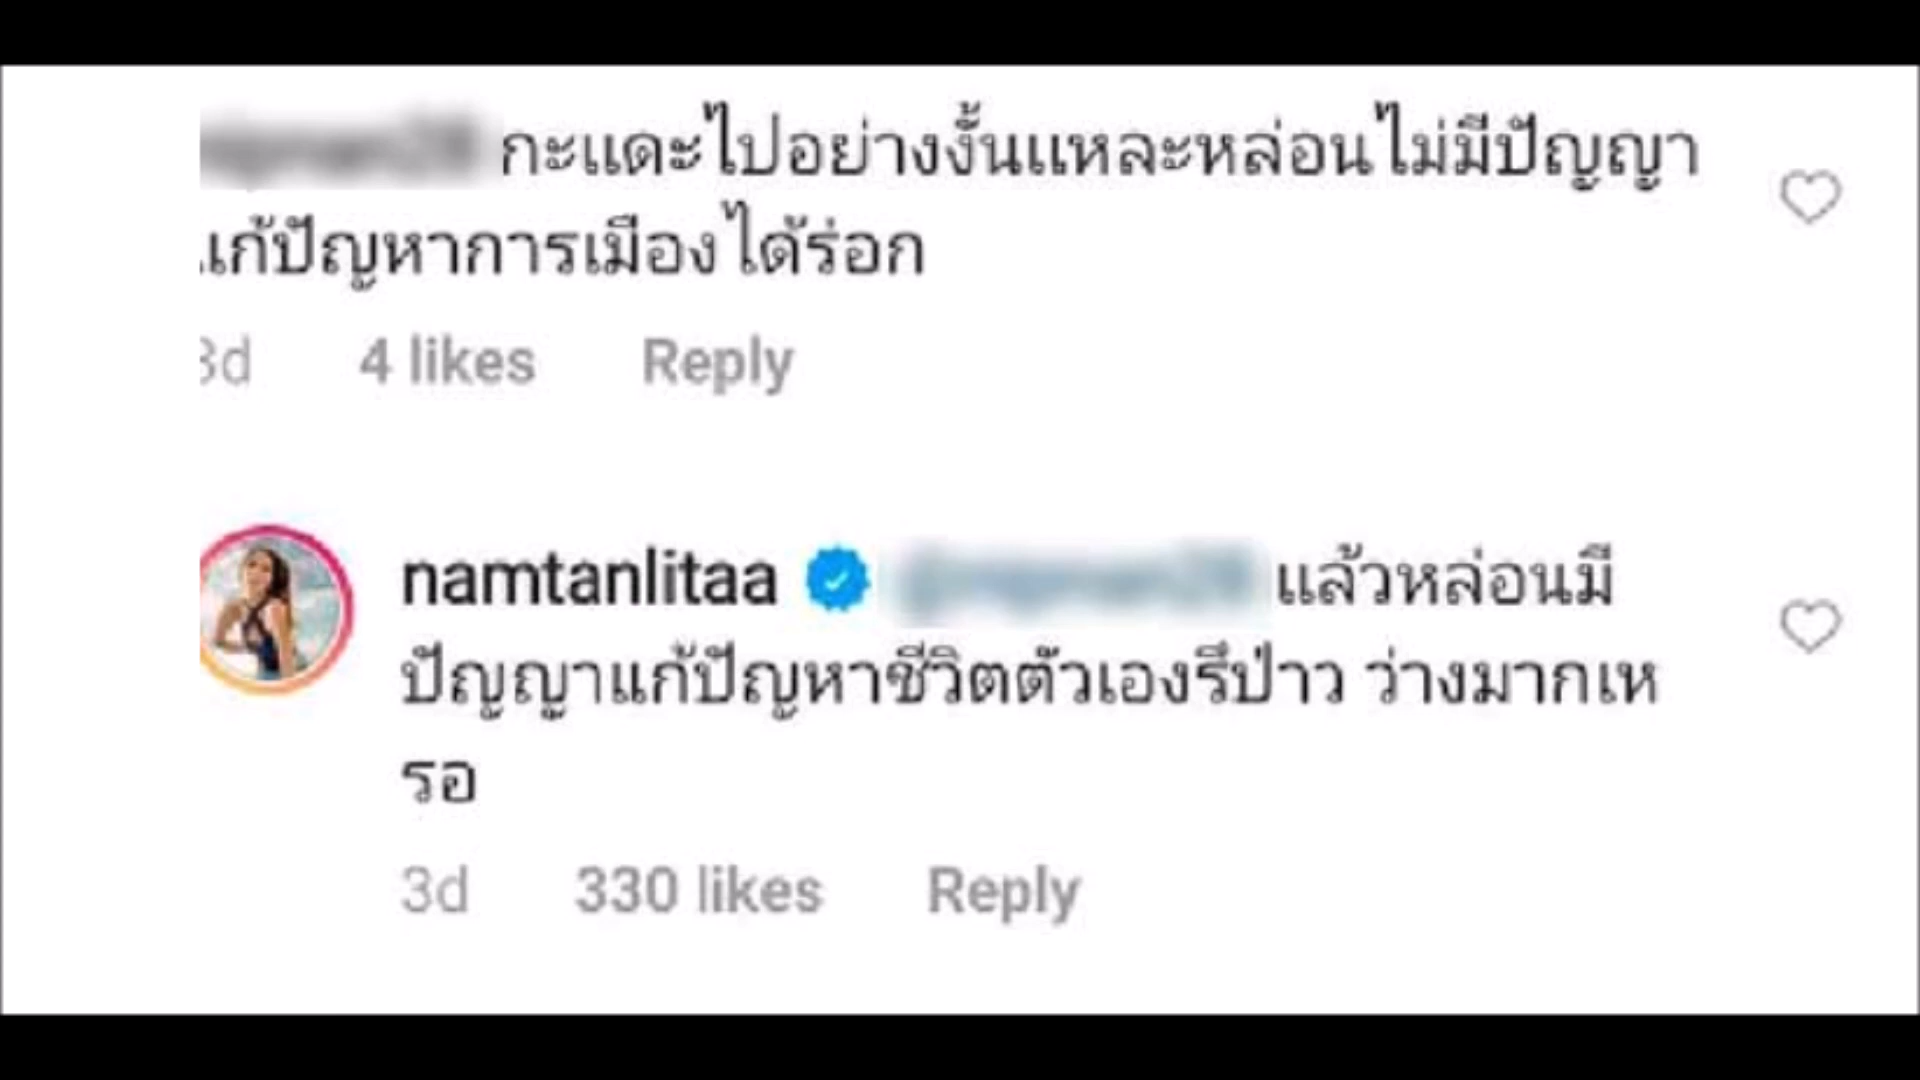 กะแดะไปอย่างงั้นแหละหล่อนไม่มีปัญญา
แก้ปัญหาการเมืองได้ร่อก
3d 4 likes Reply
namtanlitaa แล้วหล่อนมี
ปัญญาแก้ปัญหาชีวิตตัวเองรึป่าว ว่างมากเห
รอ
3d 330 likes Reply